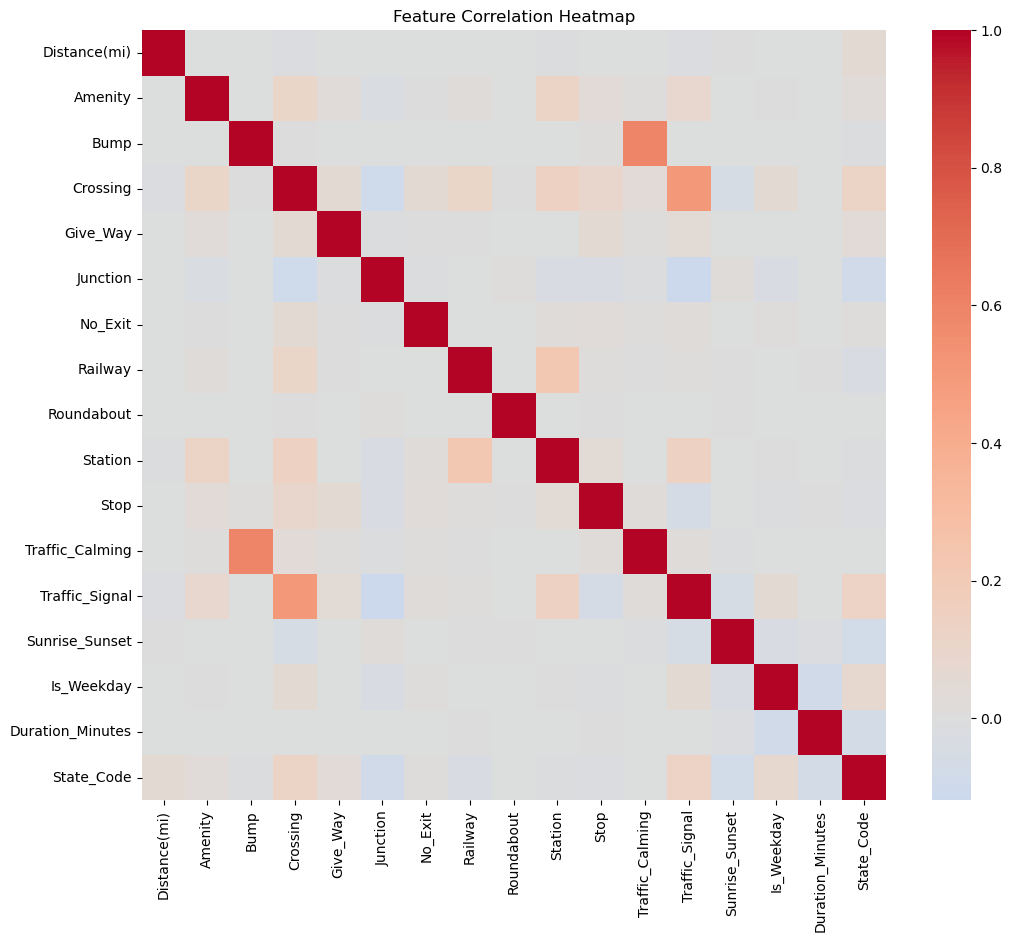 Feature Correlation Heatmap
Distance(mi)
Amenity
Bump
Crossing
Give_Way
Junction
No_Exit
Railway
Roundabout
Station
Stop
Traffic_Calming
Traffic_Signal
Sunrise_Sunset
Is_Weekday
Duration_Minutes
State_Code
Distance(mi)
Amenity
Bump
Crossing
Give_Way
Junction
No_Exit
Railway
Roundabout
Station
Stop
Traffic_Calming
Traffic_Signal
Sunrise_Sunset
Is_Weekday
Duration_Minutes
State_Code
1.0
0.8
0.6
0.4
0.2
0.0